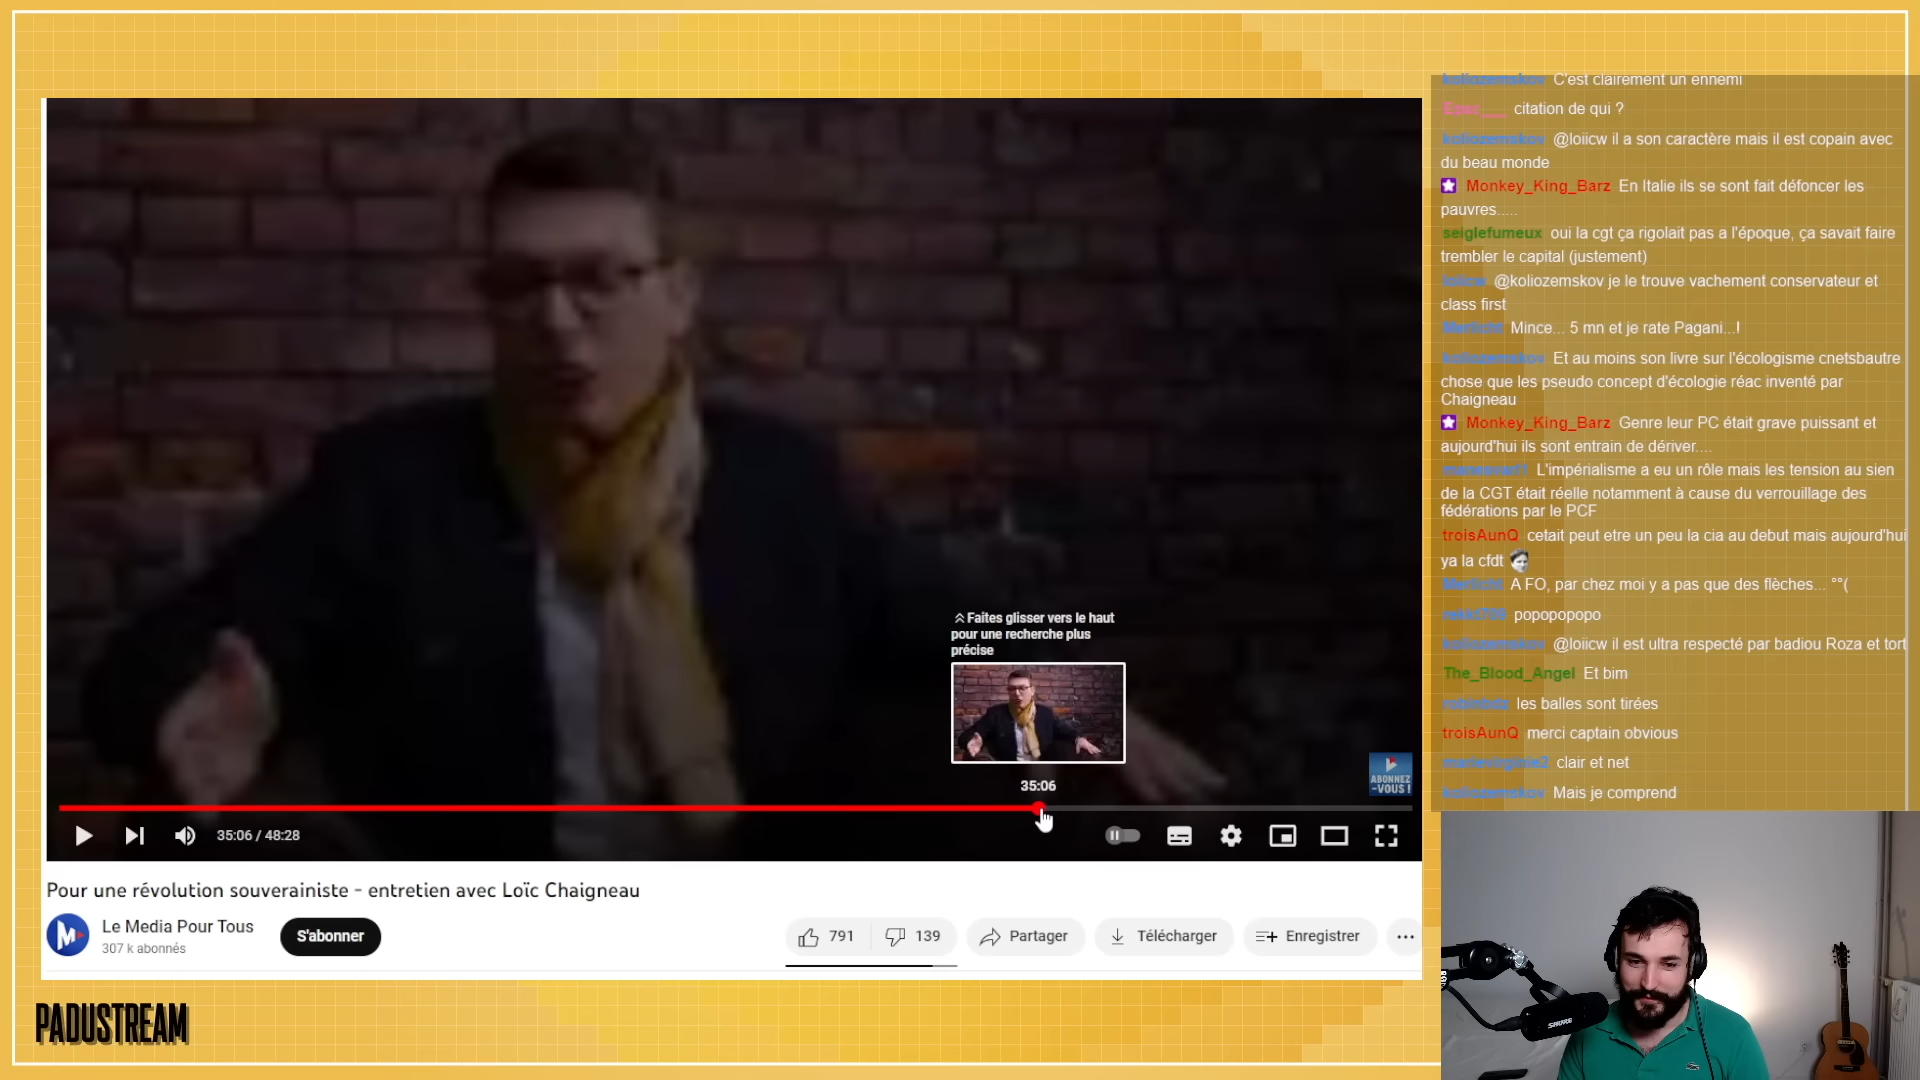 koliozemskov C'est clairement un ennemi
citation de qui ?
koliozemskov @loiicw il a son caractère mais il est copain avec
du beau monde
Monkey_King_Barz En Italie ils se sont fait défoncer les
pauvres.....
seiglefumeux oui la cgt ça rigolait pas a l'époque, ça savait faire
trembler le capital (justement)
loiicw @koliozemskov je le trouve vachement conservateur et
class first
Mince... 5 mn et je rate Pagani...!
koliozemskov Et au moins son livre sur l'écologisme cnetsbautre
chose que les pseudo concept d'écologie réac inventé par
Chaigneau
Monkey_King_Barz Genre leur PC était grave puissant et
aujourd'hui ils sont entrain de dériver....
L'impérialisme a eu un rôle mais les tension au sien
de la CGT était réelle notamment à cause du verrouillage des
fédérations par le PCF
troisAunQ cetait peut etre un peu la cia au debut mais aujourd'hui
ya la cfdt
A FO, par chez moi y a pas que des flèches... °°(
popopopopo
koliozemskov @loiicw il est ultra respecté par badiou Roza et tort
The_Blood_Angel Et bim
les balles sont tirées
troisAunQ merci captain obvious
clair et net
koliozemskov Mais je comprend
Faites glisser vers le haut
pour une recherche plus
précise
35:06
ABONNEZ
-VOUS !
35:06 / 48:28
Pour une révolution souverainiste - entretien avec Loïc Chaigneau
Le Media Pour Tous
307 k abonnés
S'abonner
791
139
Partager
Télécharger
Enregistrer
PADUSTREAM
SHURE